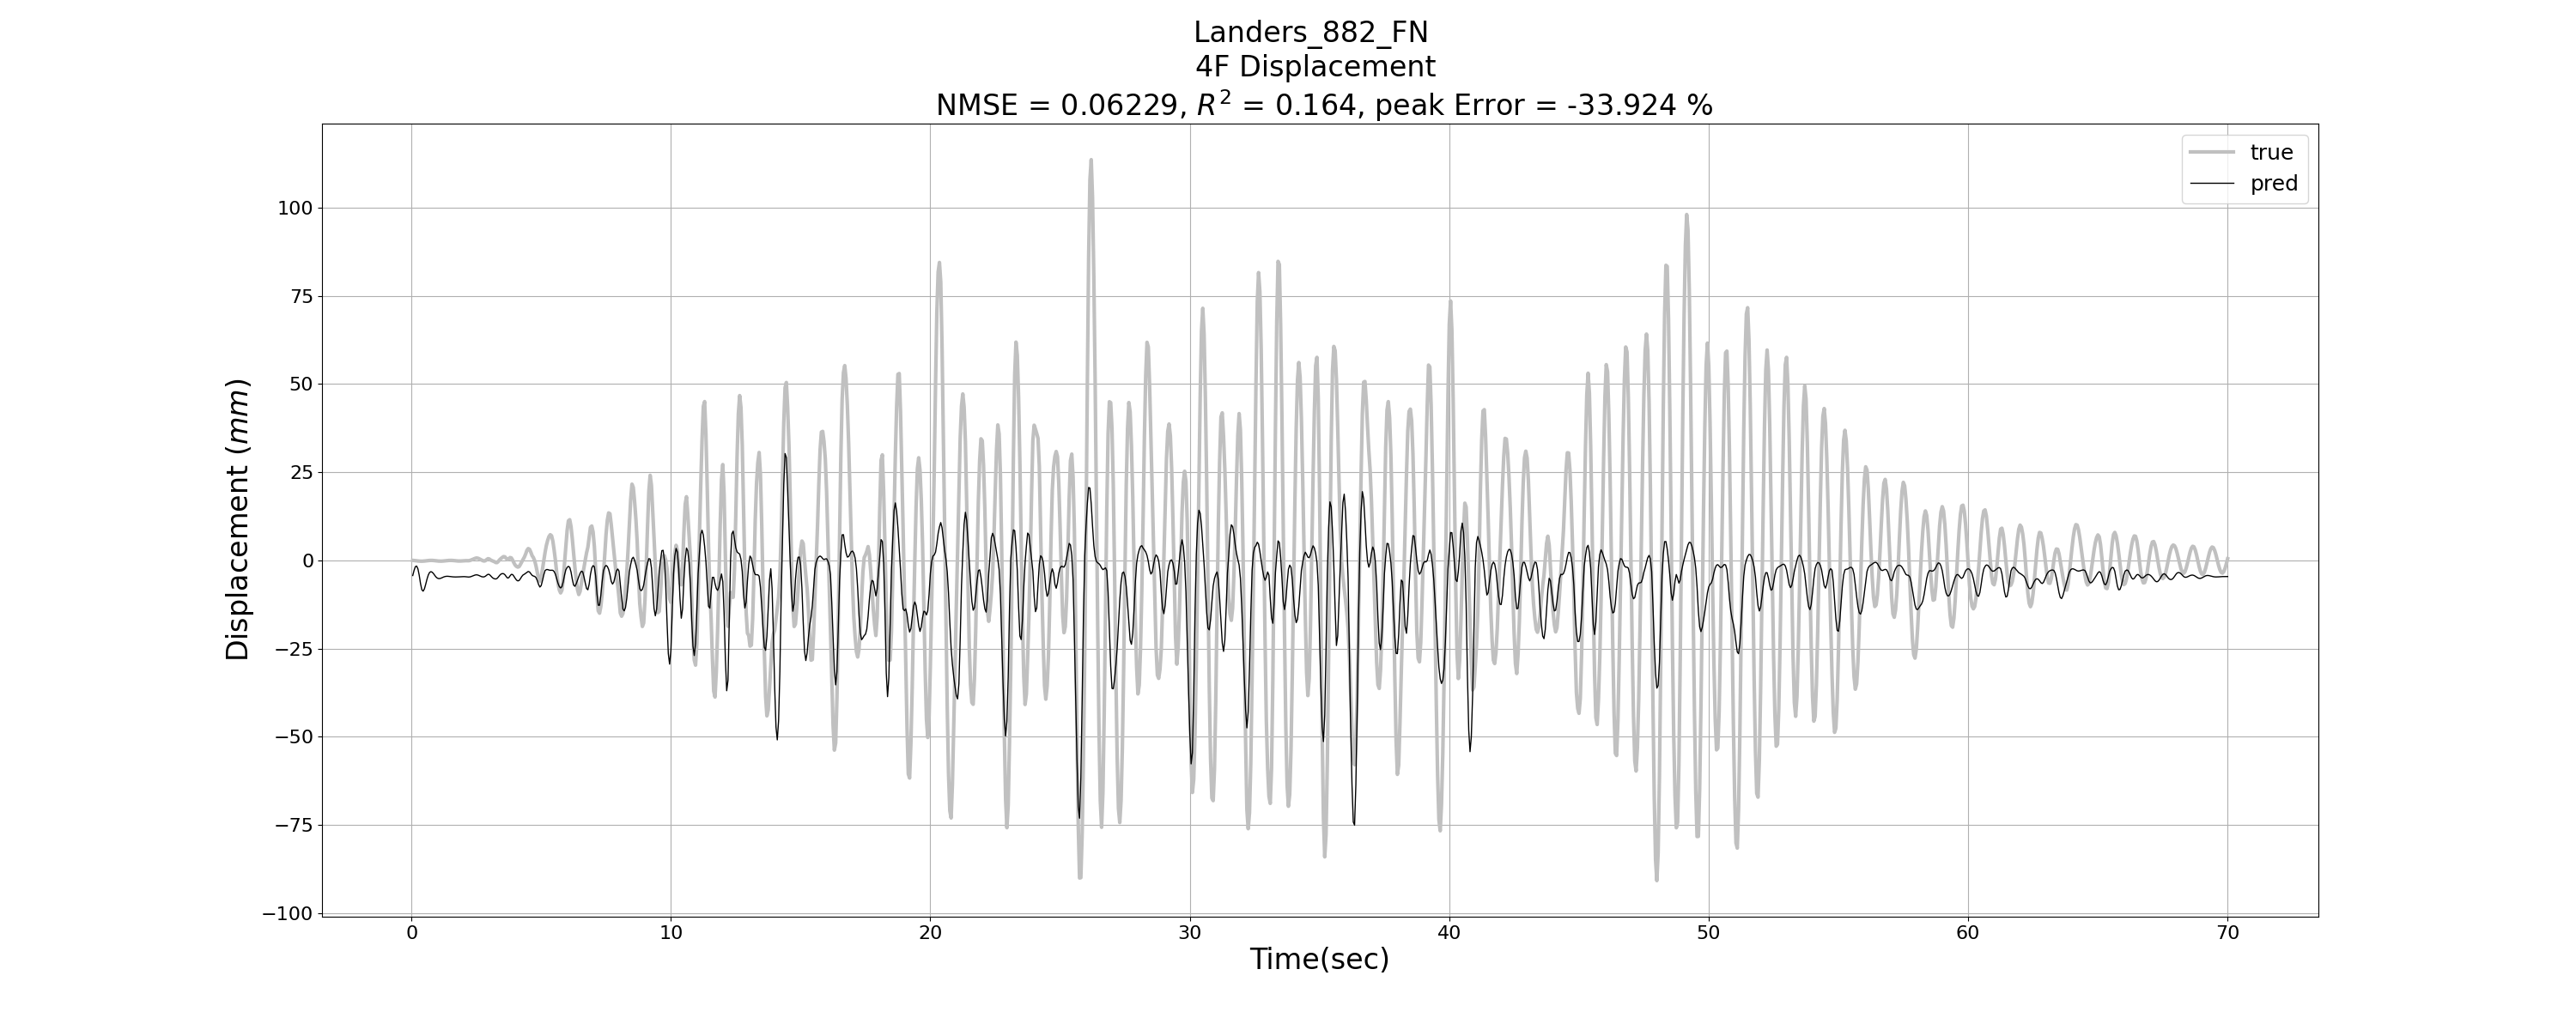 Landers_882_FN
4F Displacement
NMSE = 0.06229, R² = 0.164, peak Error = -33.924 %
true
pred
100
75
50
25
0
−25
−50
−75
−100
Displacement (mm)
0 10 20 30 40 50 60 70
Time(sec)